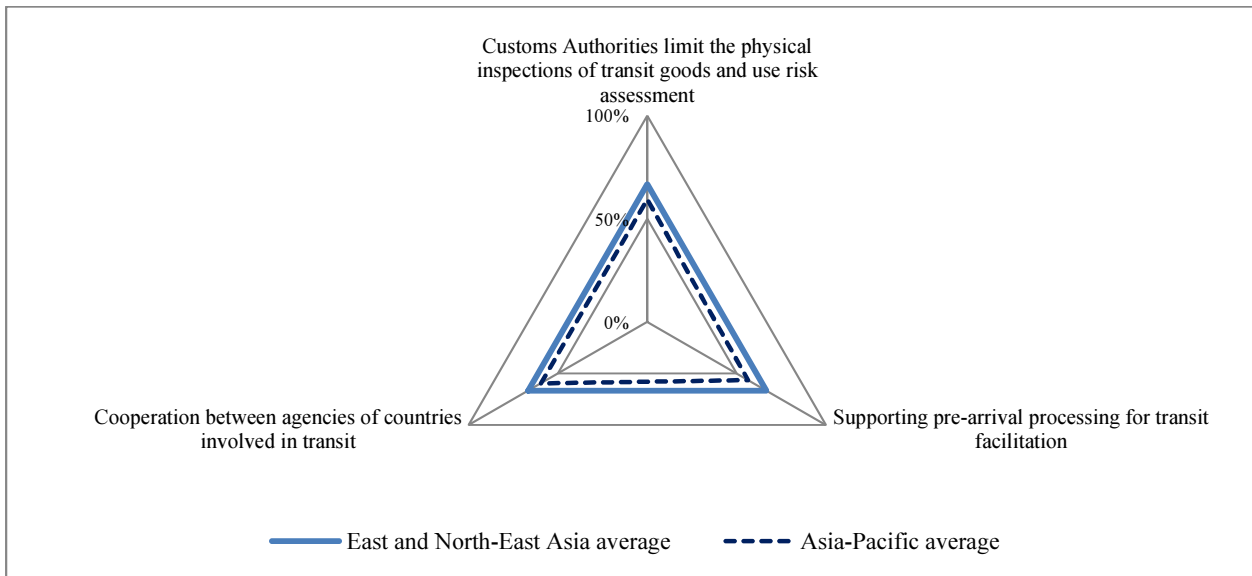 Customs Authorities limit the physical
inspections of transit goods and use risk
assessment
100%
50%
0%
Cooperation between agencies of countries
involved in transit
Supporting pre-arrival processing for transit
facilitation
East and North-East Asia average
Asia-Pacific average